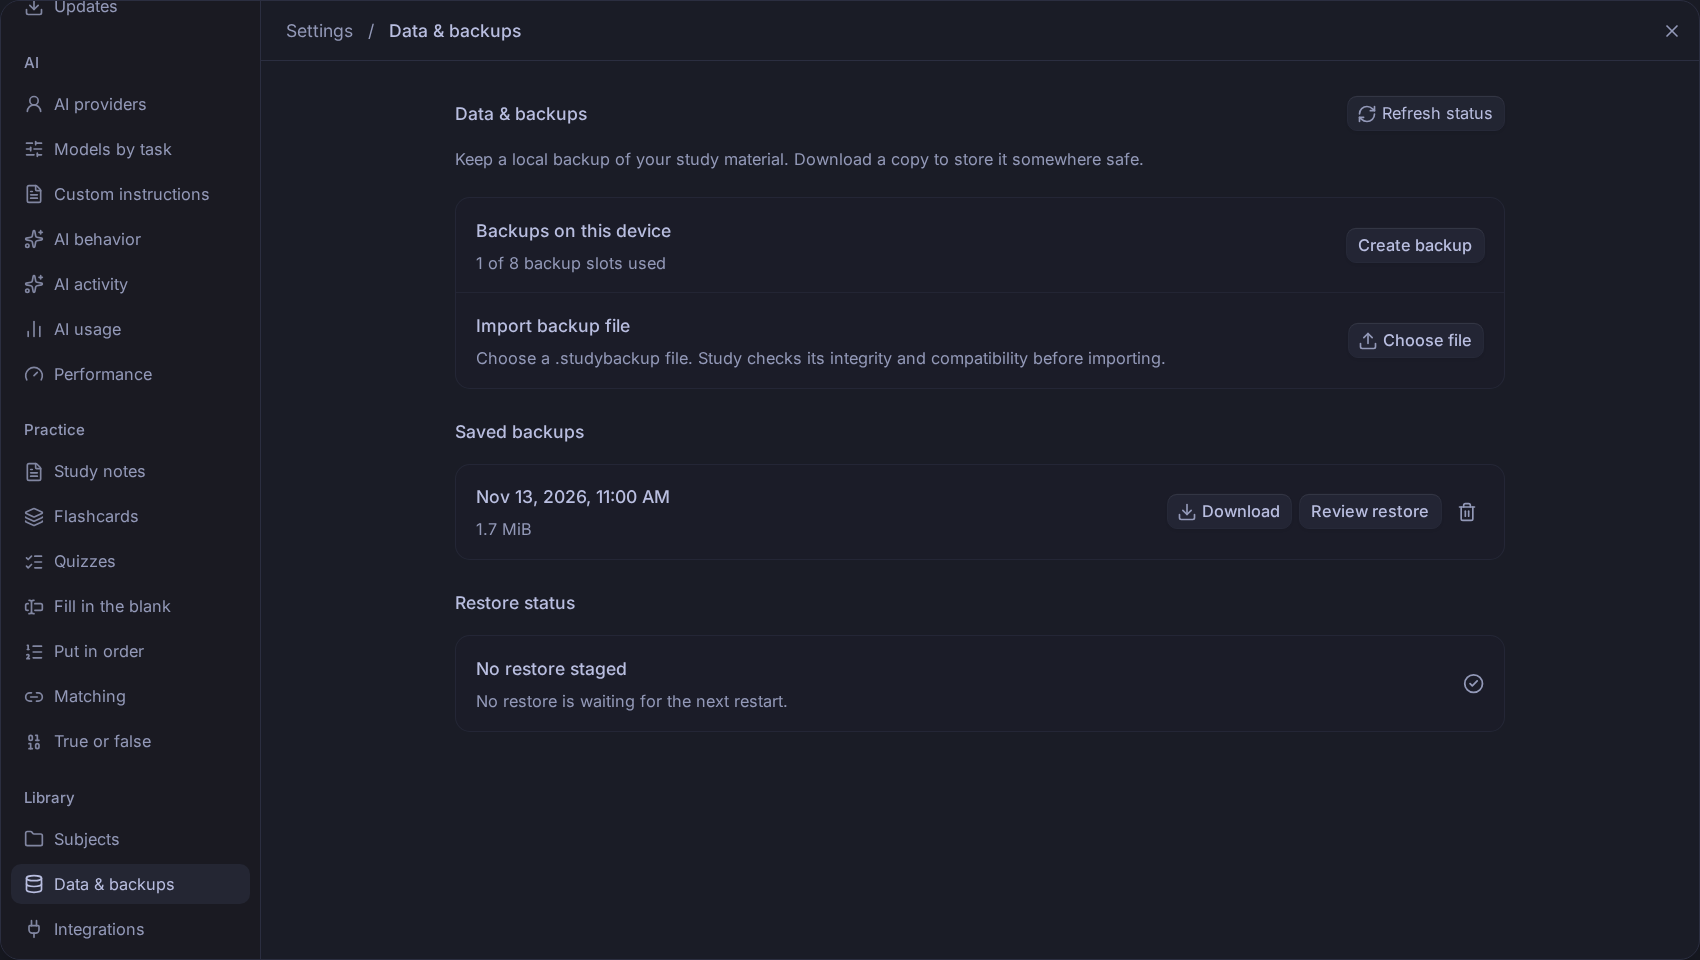 Updates
AI
AI providers
Models by task
Custom instructions
AI behavior
AI activity
AI usage
Performance
Practice
Study notes
Flashcards
Quizzes
Fill in the blank
Put in order
Matching
True or false
Library
Subjects
Data & backups
Integrations
Settings / Data & backups
Data & backups
Refresh status
Keep a local backup of your study material. Download a copy to store it somewhere safe.
Backups on this device
1 of 8 backup slots used
Create backup
Import backup file
Choose a .studybackup file. Study checks its integrity and compatibility before importing.
Choose file
Saved backups
Nov 13, 2026, 11:00 AM
1.7 MiB
Download
Review restore
Restore status
No restore staged
No restore is waiting for the next restart.